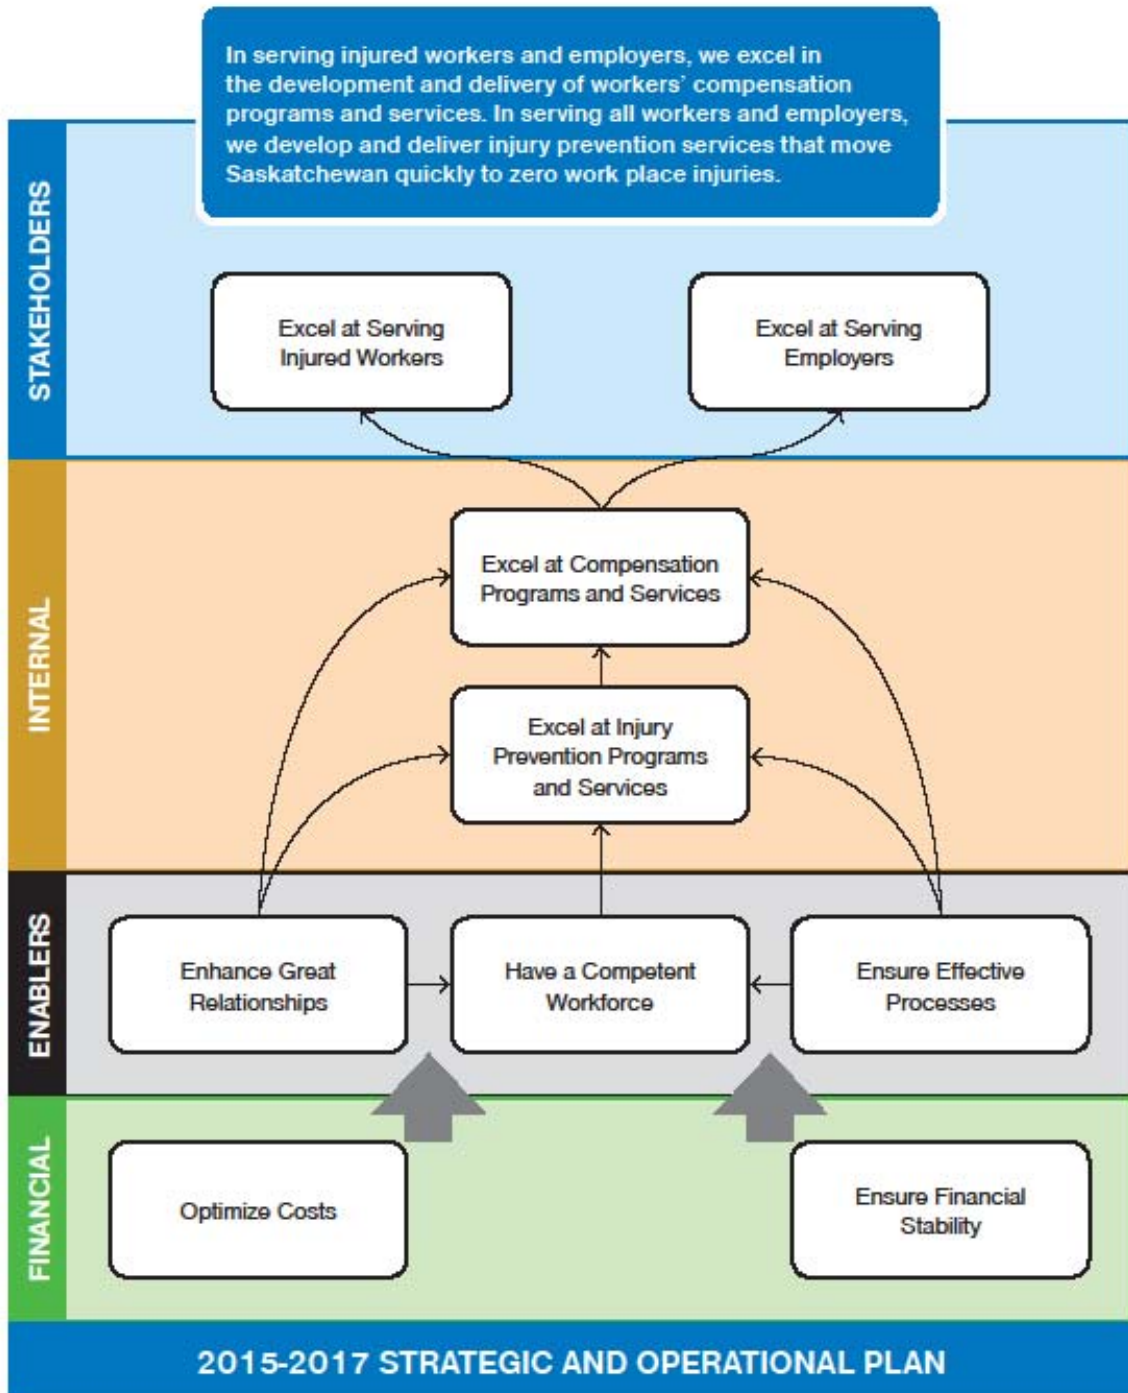 In serving injured workers and employers, we excel in
the development and delivery of workers' compensation
programs and services. In serving all workers and employers,
we develop and deliver injury prevention services that move
Saskatchewan quickly to zero work place injuries.
STAKEHOLDERS
Excel at Serving
Injured Workers
Excel at Serving
Employers
INTERNAL
Excel at Compensation
Programs and Services
Excel at Injury
Prevention Programs
and Services
ENABLERS
Enhance Great
Relationships
Have a Competent
Workforce
Ensure Effective
Processes
FINANCIAL
Optimize Costs
Ensure Financial
Stability
2015-2017 STRATEGIC AND OPERATIONAL PLAN